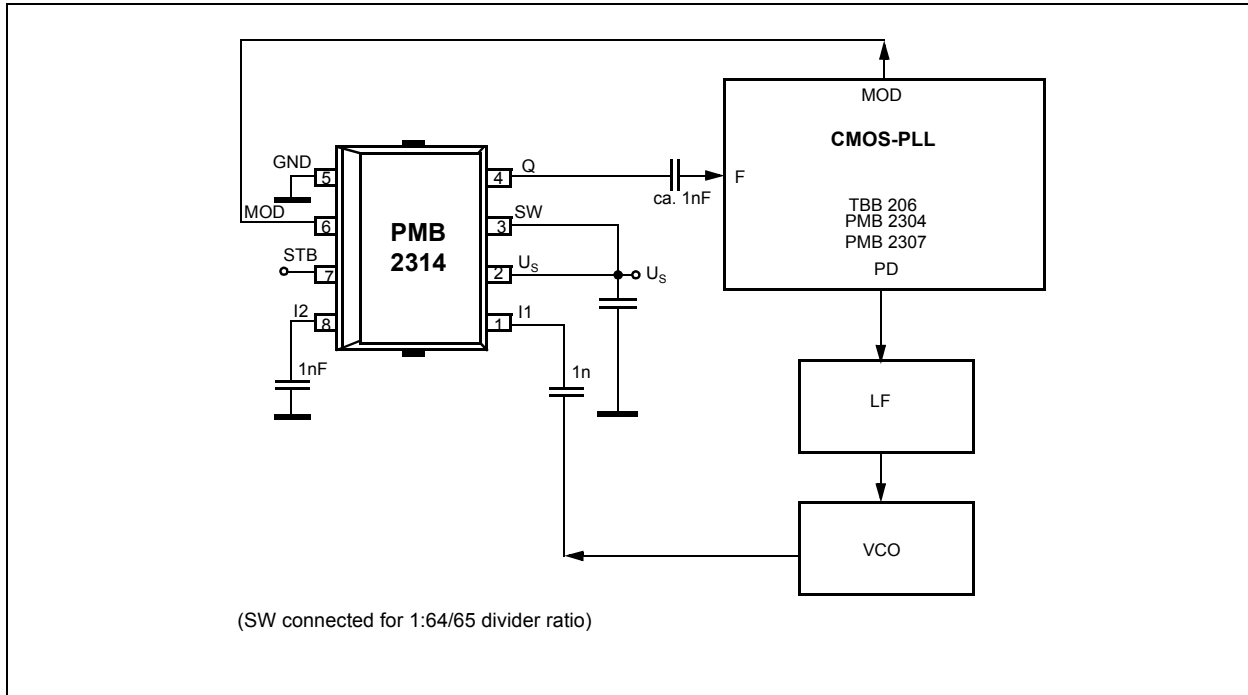 MOD
CMOS-PLL
GND
5
4
Q
F
ca. 1nF
MOD
6
3
SW
TBB 206
PMB 2304
PMB 2307
PMB
2314
STB
7
2
U_S
U_S
PD
I2
8
1
I1
1nF
1n
LF
VCO
(SW connected for 1:64/65 divider ratio)